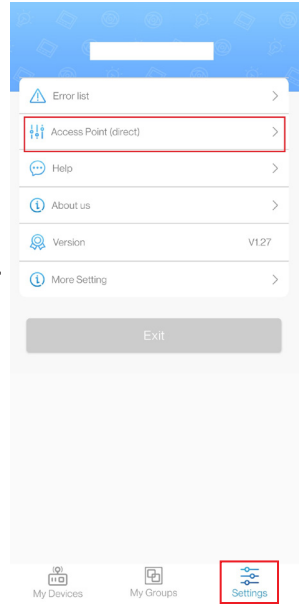 Error list
Access Point (direct)
Help
About us
Version V1.27
More Setting
Exit
My Devices My Groups Settings